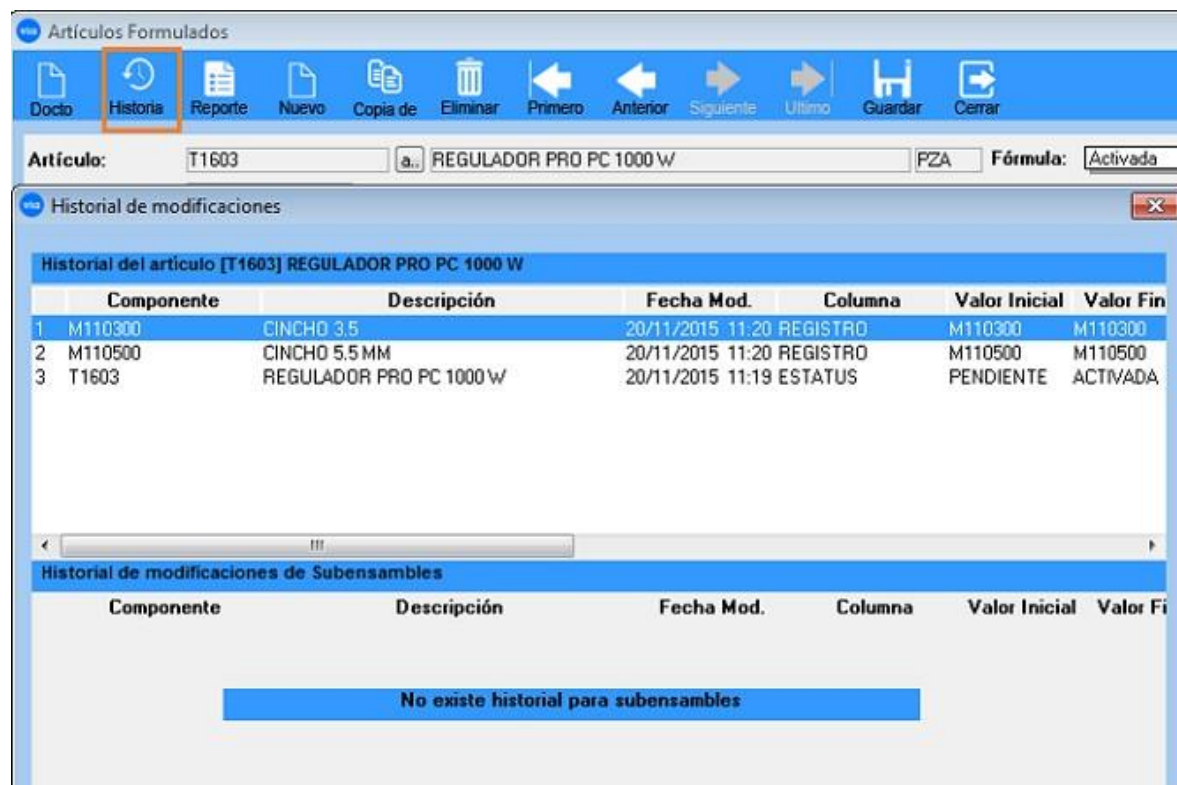 Artículos Formulados
Docto Historia Reporte Nuevo Copia de Eliminar Primero Anterior Siguiente Ultimo Guardar Cerrar
Artículo: T1603 a.. REGULADOR PRO PC 1000 W PZA Fórmula: Activada
Historial de modificaciones
Historial del artículo [T1603] REGULADOR PRO PC 1000 W
Componente Descripción Fecha Mod. Columna Valor Inicial Valor Fin
1 M110300 CINCHO 3.5 20/11/2015 11:20 REGISTRO M110300 M110300
2 M110500 CINCHO 5.5 MM 20/11/2015 11:20 REGISTRO M110500 M110500
3 T1603 REGULADOR PRO PC 1000 W 20/11/2015 11:19 ESTATUS PENDIENTE ACTIVADA
Historial de modificaciones de Subensambles
Componente Descripción Fecha Mod. Columna Valor Inicial Valor Fi
No existe historial para subensambles